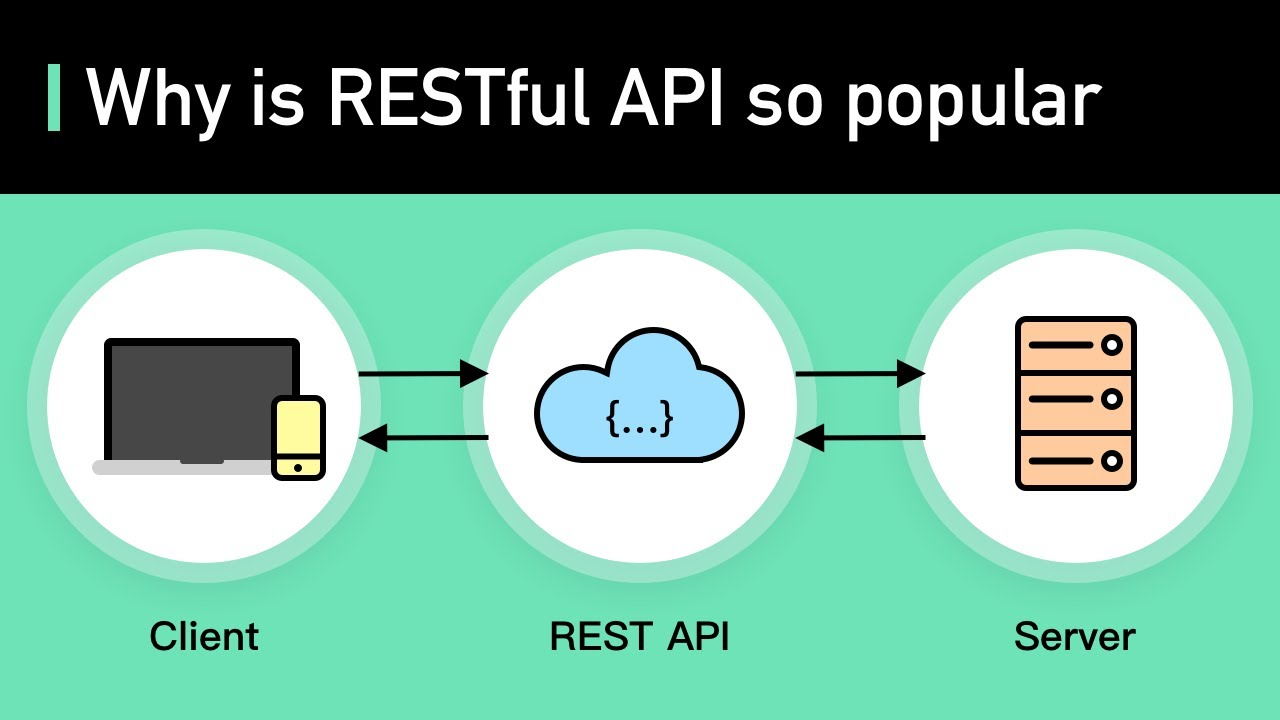 Why is RESTful API so popular
{...}
Client
REST API
Server